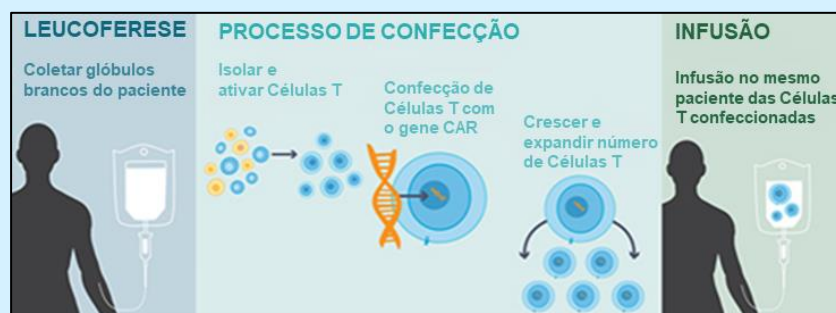 LEUCOFERESE
Coletar glóbulos
brancos do paciente
PROCESSO DE CONFECÇÃO
Isolar e
ativar Células T
Confecção de
Células T com
o gene CAR
Crescer e
expandir número
de Células T
INFUSÃO
Infusão no mesmo
paciente das Células
T confeccionadas